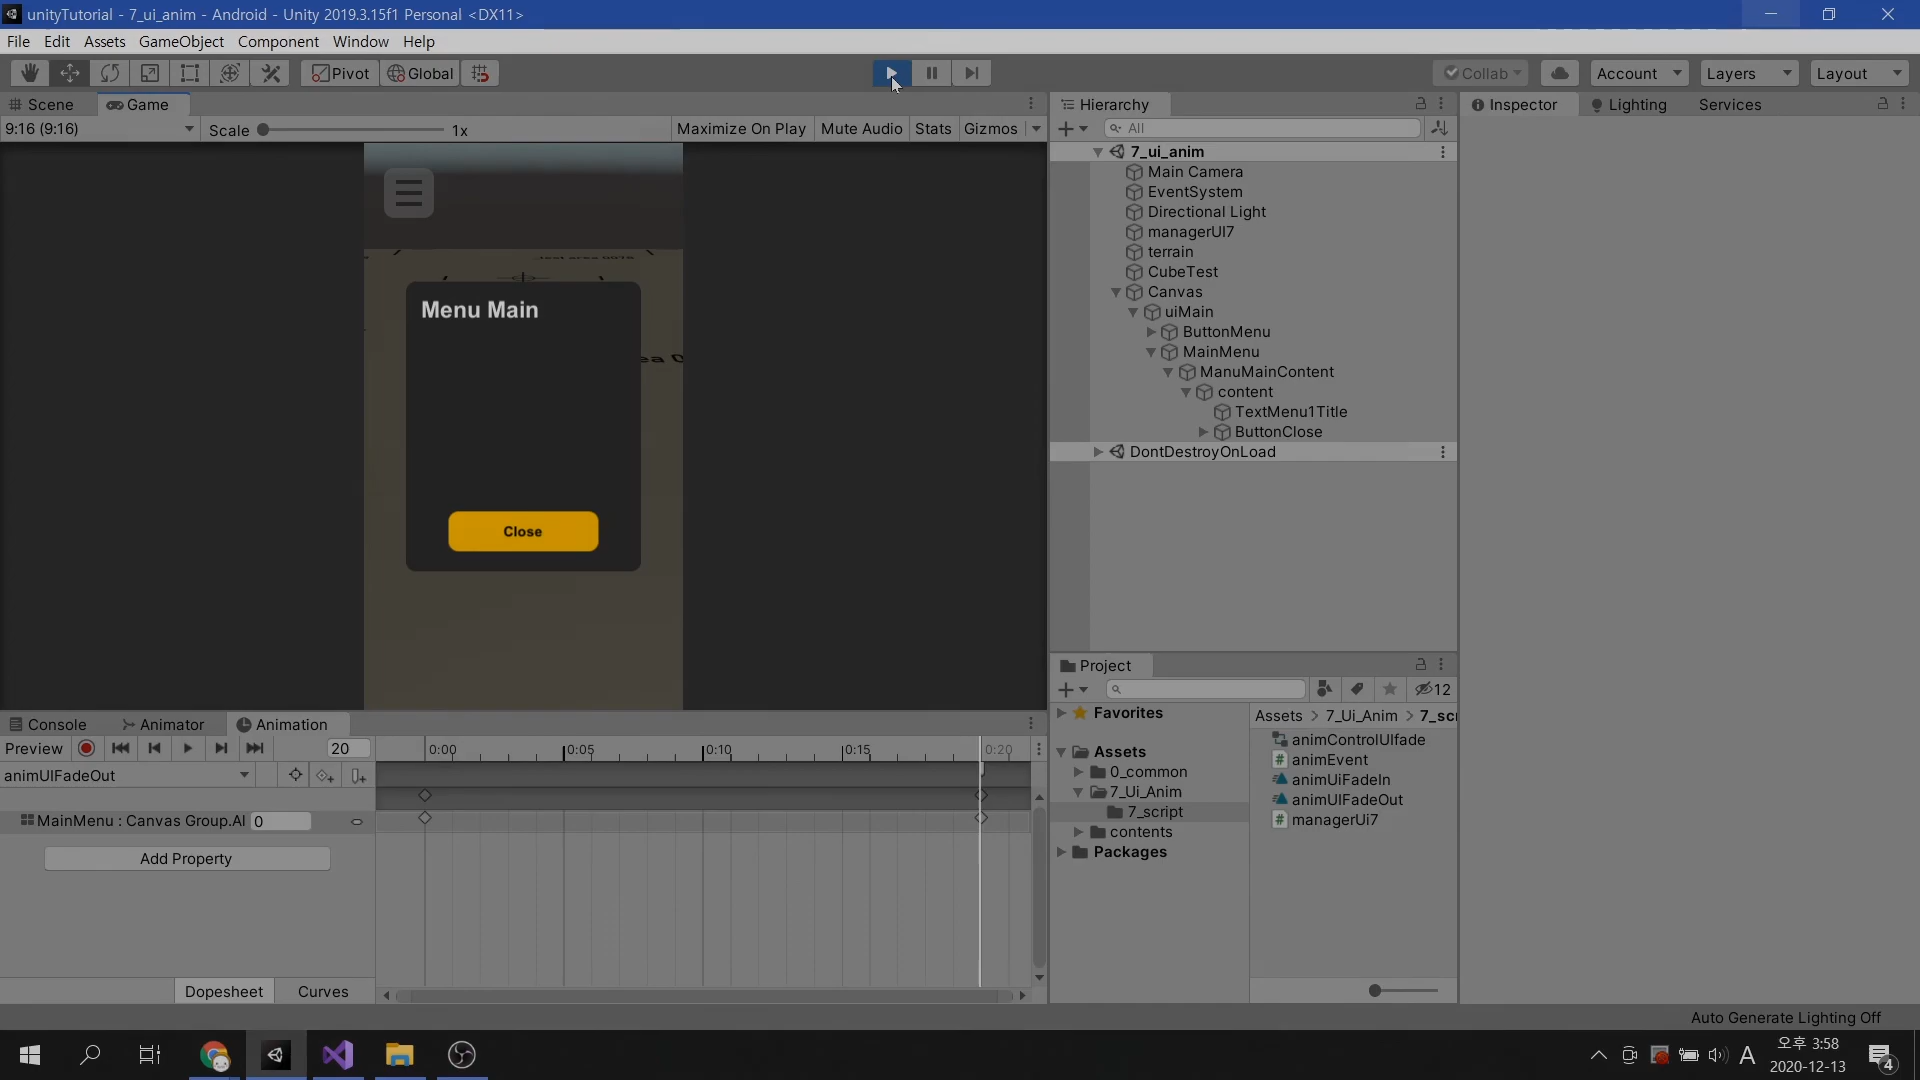 unityTutorial - 7_ui_anim - Android - Unity 2019.3.15f1 Personal <DX11>
File Edit Assets GameObject Component Window Help
Pivot Global Collab Account Layers Layout
Scene Game
9:16 (9:16) Scale 1x Maximize On Play Mute Audio Stats Gizmos
Menu Main
Close
Hierarchy
All
7_ui_anim
Main Camera
EventSystem
Directional Light
managerUI7
terrain
CubeTest
Canvas
uiMain
ButtonMenu
MainMenu
ManuMainContent
content
TextMenu1Title
ButtonClose
DontDestroyOnLoad
Inspector Lighting Services
Project
12
Favorites
Assets
0_common
7_Ui_Anim
7_script
contents
Packages
Assets > 7_Ui_Anim > 7_scr
animControlUIfade
animEvent
animUiFadeIn
animUIFadeOut
managerUi7
Console Animator Animation
Preview 20 0:00 0:05 0:10 0:15 0:20
animUIFadeOut
MainMenu : Canvas Group.Al 0
Add Property
Dopesheet Curves
Auto Generate Lighting Off
A 오후 3:58
2020-12-13
4